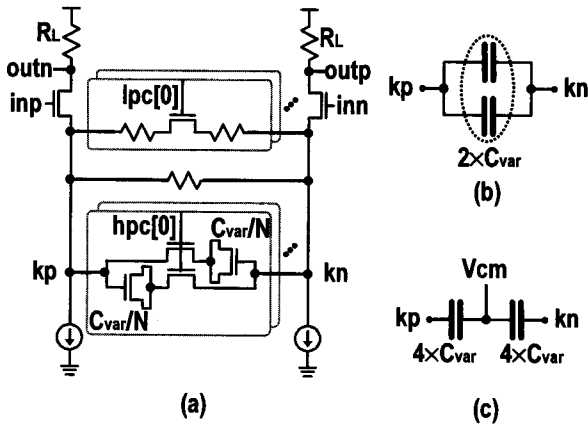 RL
RL
outn
outp
inp
lpc[0]
inn
hpc[0]
Cvar/N
kp
kn
Cvar/N
(a)
kp
kn
2×Cvar
(b)
Vcm
kp
kn
4×Cvar
4×Cvar
(c)